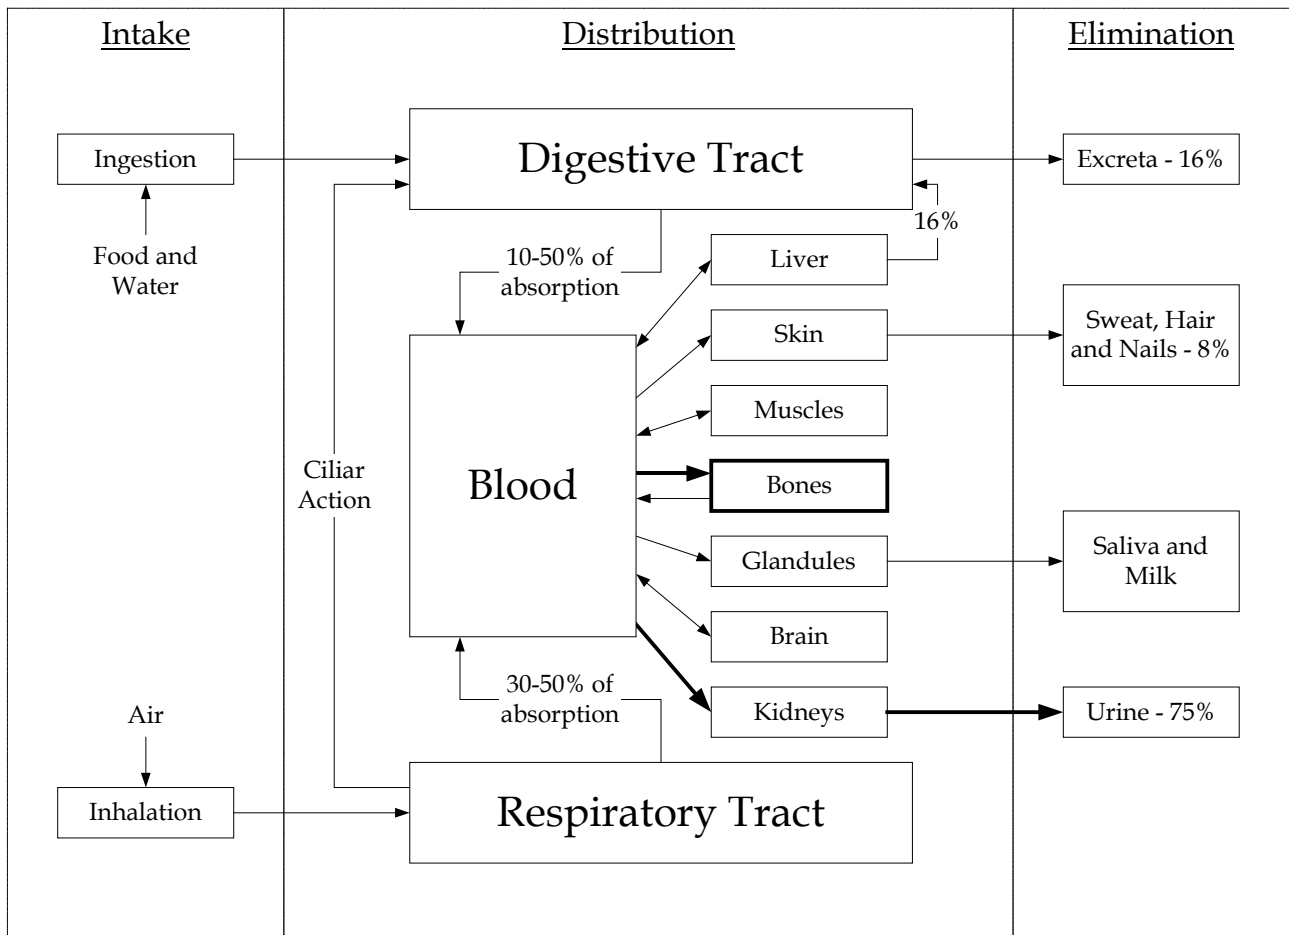 Intake
Distribution
Elimination
Ingestion
Digestive Tract
Excreta - 16%
16%
Food and
Water
10-50% of
absorption
Liver
Skin
Sweat, Hair
and Nails - 8%
Muscles
Ciliar
Action
Blood
Bones
Glandules
Saliva and
Milk
Brain
30-50% of
absorption
Kidneys
Urine - 75%
Air
Inhalation
Respiratory Tract